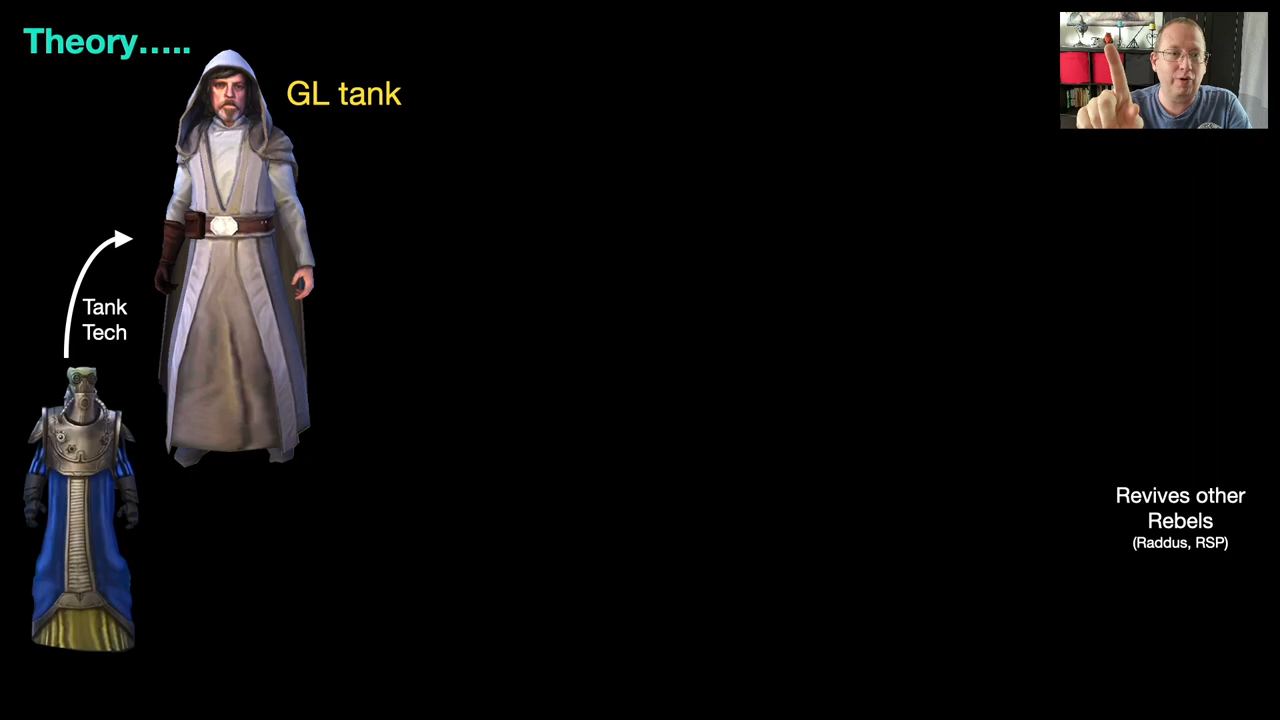 Theory.....
GL tank
Tank
Tech
Revives other
Rebels
(Raddus, RSP)